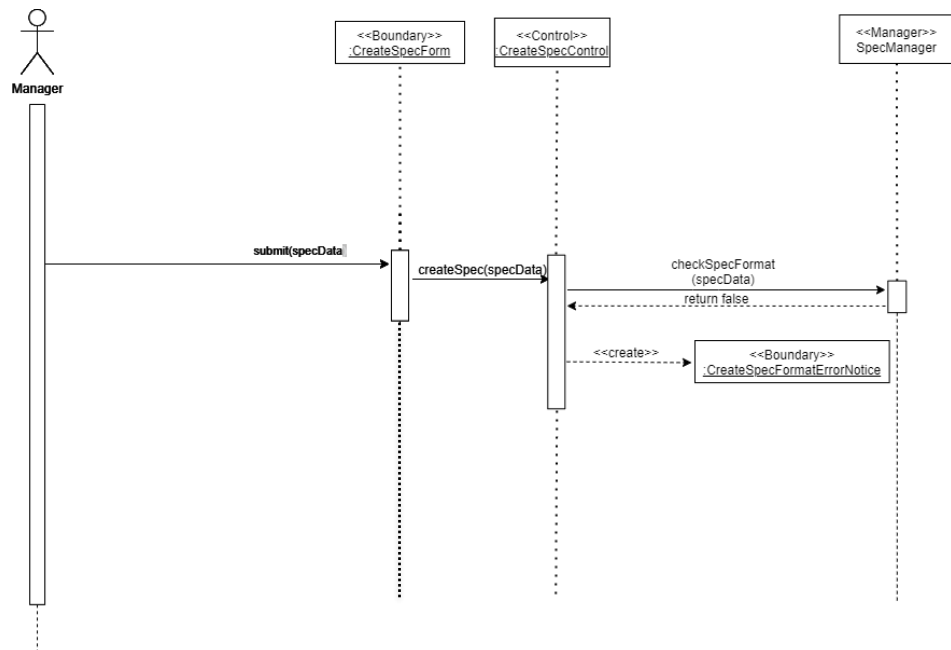 <<Boundary>>
:CreateSpecForm
<<Control>>
:CreateSpecControl
<<Manager>>
SpecManager
Manager
submit(specData
createSpec(specData)
checkSpecFormat
(specData)
return false
<<create>>
<<Boundary>>
:CreateSpecFormatErrorNotice